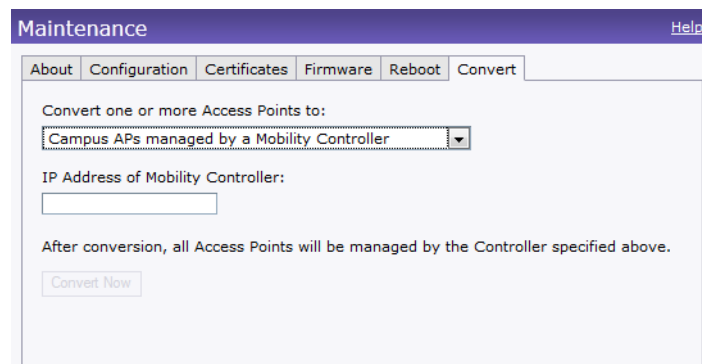 Maintenance Help
About Configuration Certificates Firmware Reboot Convert
Convert one or more Access Points to:
Campus APs managed by a Mobility Controller
IP Address of Mobility Controller:
After conversion, all Access Points will be managed by the Controller specified above.
Convert Now